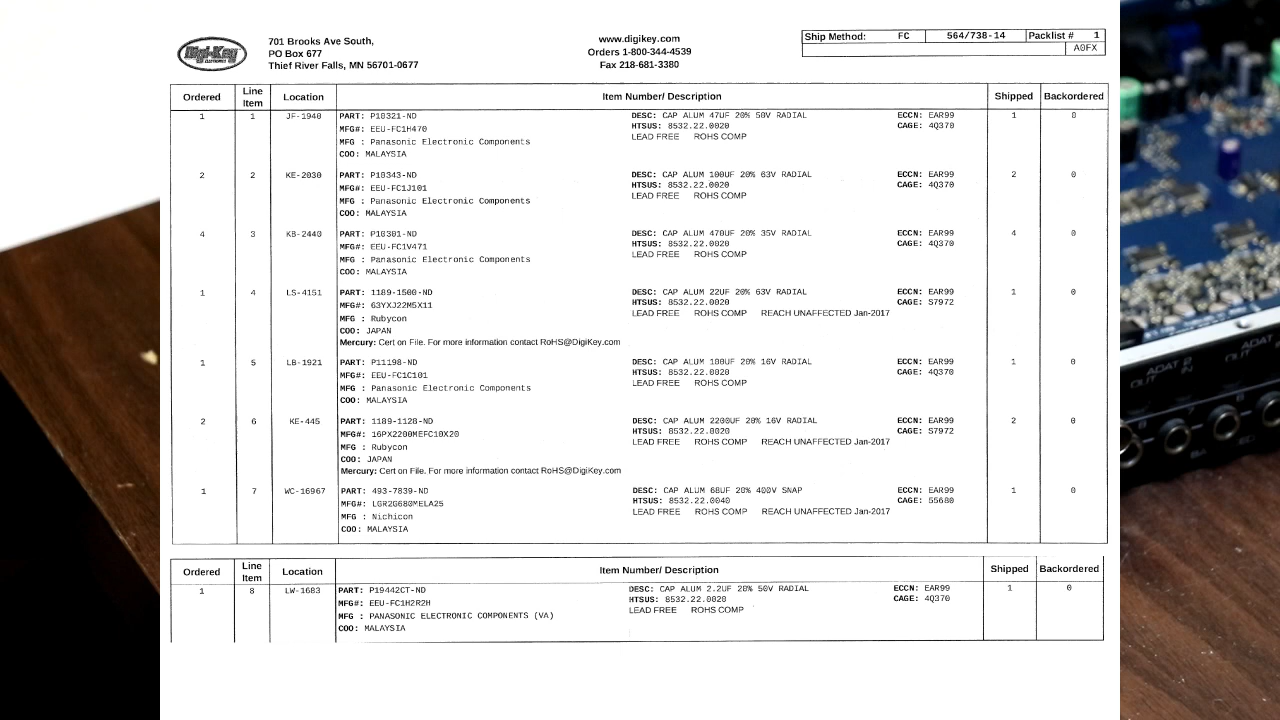 Digi-Key
ELECTRONICS
701 Brooks Ave South,
PO Box 677
Thief River Falls, MN 56701-0677
www.digikey.com
Orders 1-800-344-4539
Fax 218-681-3380
Ship Method: FC 564/738-14 Packlist # 1
A0FX
Ordered Line Item Location Item Number/ Description Shipped Backordered
1 1 JF-1940 PART: P10321-ND DESC: CAP ALUM 47UF 20% 50V RADIAL ECCN: EAR99 1 0
MFG#: EEU-FC1H470 HTSUS: 8532.22.0020 CAGE: 4Q370
MFG : Panasonic Electronic Components LEAD FREE ROHS COMP
COO: MALAYSIA
2 2 KE-2030 PART: P10343-ND DESC: CAP ALUM 100UF 20% 63V RADIAL ECCN: EAR99 2 0
MFG#: EEU-FC1J101 HTSUS: 8532.22.0020 CAGE: 4Q370
MFG : Panasonic Electronic Components LEAD FREE ROHS COMP
COO: MALAYSIA
4 3 KB-2440 PART: P10301-ND DESC: CAP ALUM 470UF 20% 35V RADIAL ECCN: EAR99 4 0
MFG#: EEU-FC1V471 HTSUS: 8532.22.0020 CAGE: 4Q370
MFG : Panasonic Electronic Components LEAD FREE ROHS COMP
COO: MALAYSIA
1 4 LS-4151 PART: 1189-1500-ND DESC: CAP ALUM 22UF 20% 63V RADIAL ECCN: EAR99 1 0
MFG#: 63YXJ22M5X11 HTSUS: 8532.22.0020 CAGE: S7972
MFG : Rubycon LEAD FREE ROHS COMP REACH UNAFFECTED Jan-2017
COO: JAPAN
Mercury: Cert on File. For more information contact RoHS@DigiKey.com
1 5 LB-1921 PART: P11198-ND DESC: CAP ALUM 100UF 20% 16V RADIAL ECCN: EAR99 1 0
MFG#: EEU-FC1C101 HTSUS: 8532.22.0020 CAGE: 4Q370
MFG : Panasonic Electronic Components LEAD FREE ROHS COMP
COO: MALAYSIA
2 6 KE-445 PART: 1189-1128-ND DESC: CAP ALUM 2200UF 20% 16V RADIAL ECCN: EAR99 2 0
MFG#: 16PX2200MEFC10X20 HTSUS: 8532.22.0020 CAGE: S7972
MFG : Rubycon LEAD FREE ROHS COMP REACH UNAFFECTED Jan-2017
COO: JAPAN
Mercury: Cert on File. For more information contact RoHS@DigiKey.com
1 7 WC-16967 PART: 493-7839-ND DESC: CAP ALUM 68UF 20% 400V SNAP ECCN: EAR99 1 0
MFG#: LGR2G680MELA25 HTSUS: 8532.22.0040 CAGE: 55680
MFG : Nichicon LEAD FREE ROHS COMP REACH UNAFFECTED Jan-2017
COO: MALAYSIA
Ordered Line Item Location Item Number/ Description Shipped Backordered
1 8 LW-1683 PART: P19442CT-ND DESC: CAP ALUM 2.2UF 20% 50V RADIAL ECCN: EAR99 1 0
MFG#: EEU-FC1H2R2H HTSUS: 8532.22.0020 CAGE: 4Q370
MFG : PANASONIC ELECTRONIC COMPONENTS (VA) LEAD FREE ROHS COMP
COO: MALAYSIA
ADAT 2
OUT IN
ADAT
OUT